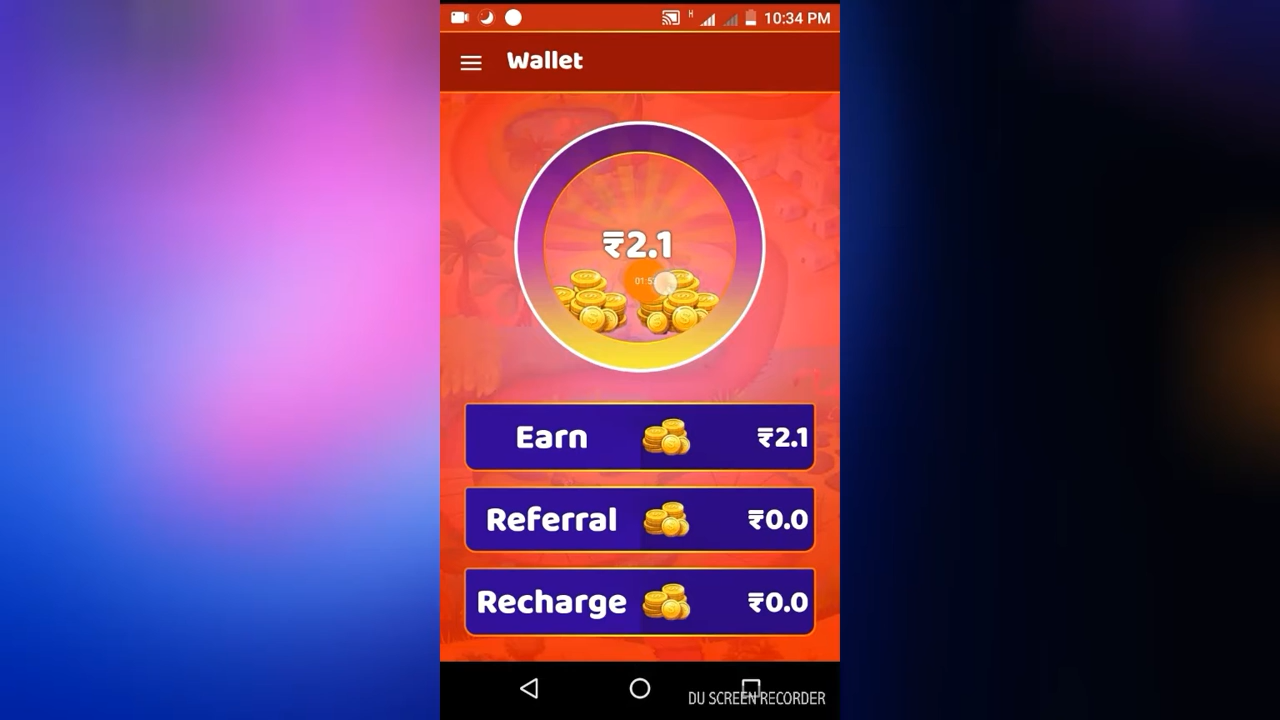 H 10:34 PM
Wallet
₹2.1
Earn ₹2.1
Referral ₹0.0
Recharge ₹0.0
DU SCREEN RECORDER